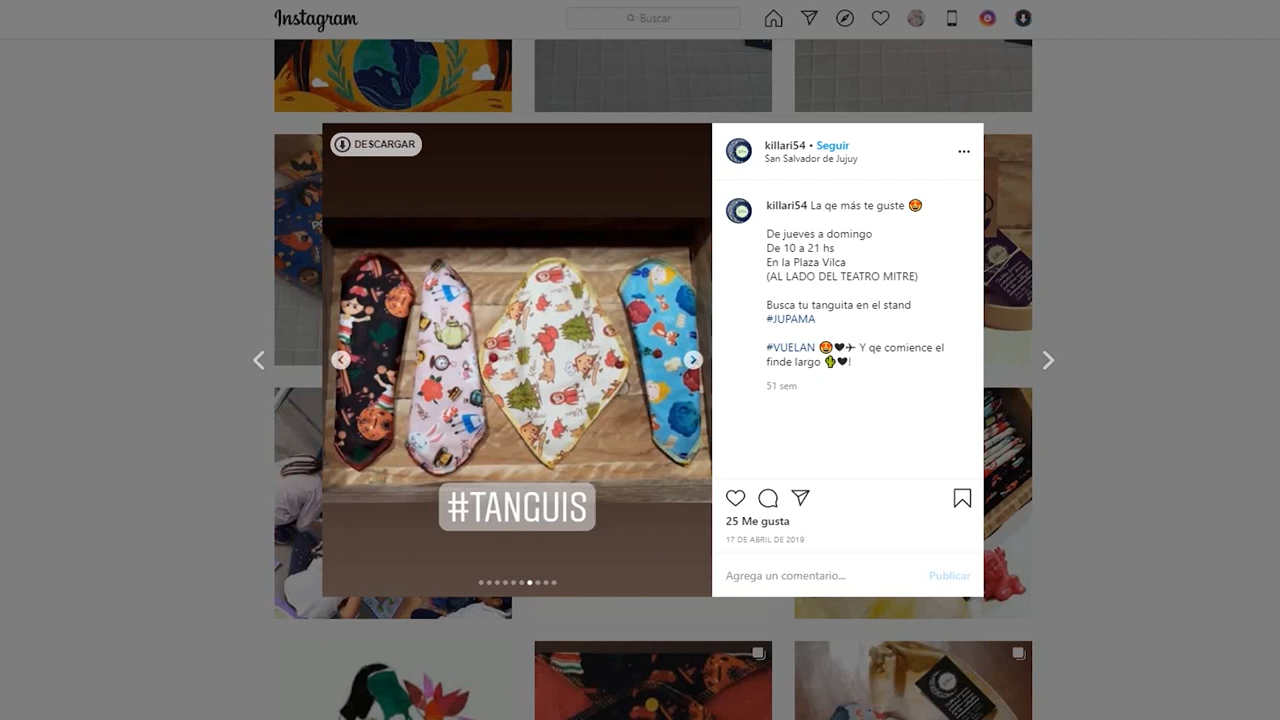 Instagram
Buscar
DESCARGAR
killari54 • Seguir
San Salvador de Jujuy
killari54 La qe más te guste 🤩
De jueves a domingo
De 10 a 21 hs
En la Plaza Vilca
(AL LADO DEL TEATRO MITRE)
Busca tu tanguita en el stand
#JUPAMA
#VUELAN 🤩🖤✈ Y qe comience el
finde largo 🌵🖤!
51 sem
#TANGUIS
25 Me gusta
17 DE ABRIL DE 2019
Agrega un comentario...
Publicar